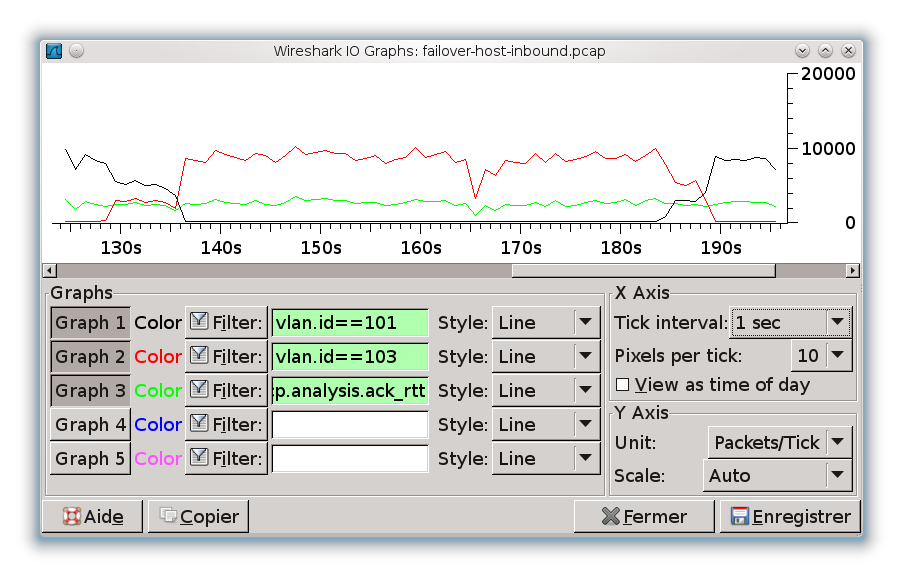 Wireshark IO Graphs: failover-host-inbound.pcap
20000
10000
0
130s 140s 150s 160s 170s 180s 190s
Graphs
Graph 1 Color Filter: vlan.id==101 Style: Line
Graph 2 Color Filter: vlan.id==103 Style: Line
Graph 3 Color Filter: :p.analysis.ack_rtt Style: Line
Graph 4 Color Filter: Style: Line
Graph 5 Color Filter: Style: Line
X Axis
Tick interval: 1 sec
Pixels per tick: 10
View as time of day
Y Axis
Unit: Packets/Tick
Scale: Auto
Aide Copier Fermer Enregistrer